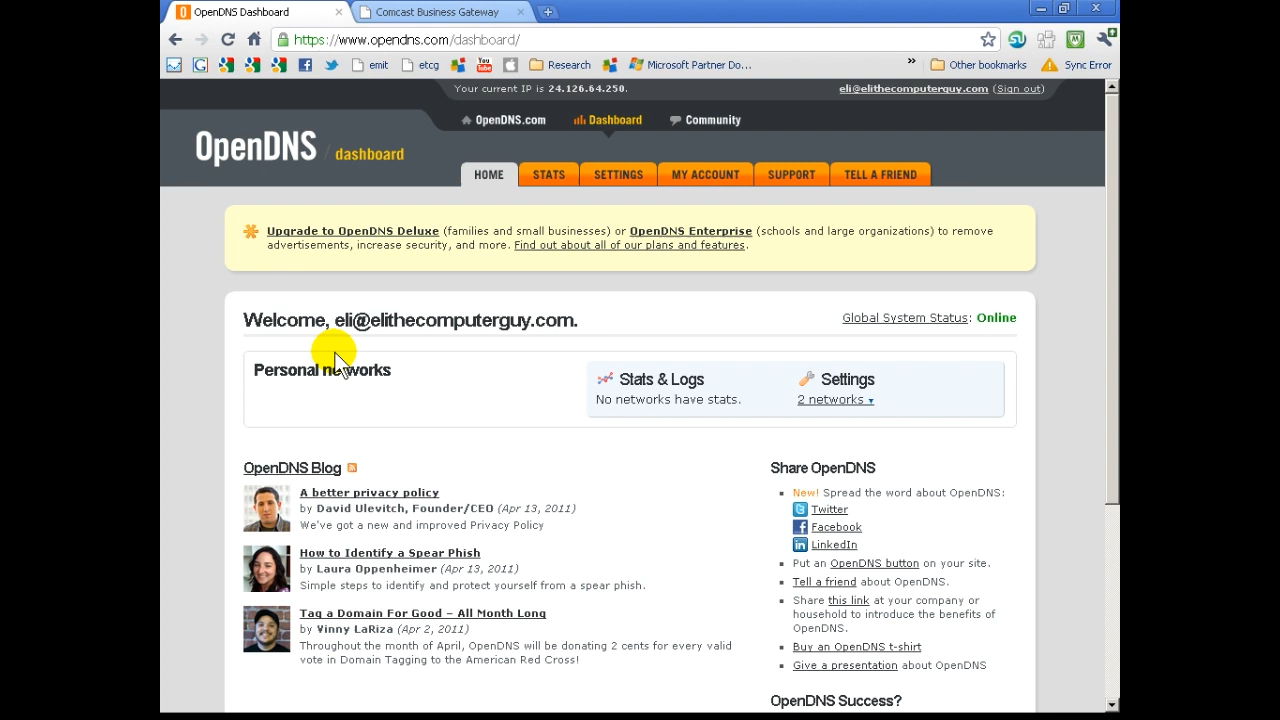 OpenDNS Dashboard
Comcast Business Gateway
https://www.opendns.com/dashboard/
emit
etcg
You Tube
Research
Microsoft Partner Do...
»
Other bookmarks
Sync Error
Your current IP is 24.126.64.250.
eli@elithecomputerguy.com (Sign out)
OpenDNS.com
Dashboard
Community
OpenDNS / dashboard
HOME
STATS
SETTINGS
MY ACCOUNT
SUPPORT
TELL A FRIEND
Upgrade to OpenDNS Deluxe (families and small businesses) or OpenDNS Enterprise (schools and large organizations) to remove
advertisements, increase security, and more. Find out about all of our plans and features.
Welcome, eli@elithecomputerguy.com.
Global System Status: Online
Personal networks
Stats & Logs
No networks have stats.
Settings
2 networks
OpenDNS Blog
A better privacy policy
by David Ulevitch, Founder/CEO (Apr 13, 2011)
We've got a new and improved Privacy Policy
How to Identify a Spear Phish
by Laura Oppenheimer (Apr 13, 2011)
Simple steps to identify and protect yourself from a spear phish.
Tag a Domain For Good – All Month Long
by Vinny LaRiza (Apr 2, 2011)
Throughout the month of April, OpenDNS will be donating 2 cents for every valid
vote in Domain Tagging to the American Red Cross!
Share OpenDNS
New! Spread the word about OpenDNS:
Twitter
Facebook
LinkedIn
Put an OpenDNS button on your site.
Tell a friend about OpenDNS.
Share this link at your company or
household to introduce the benefits of
OpenDNS.
Buy an OpenDNS t-shirt
Give a presentation about OpenDNS
OpenDNS Success?